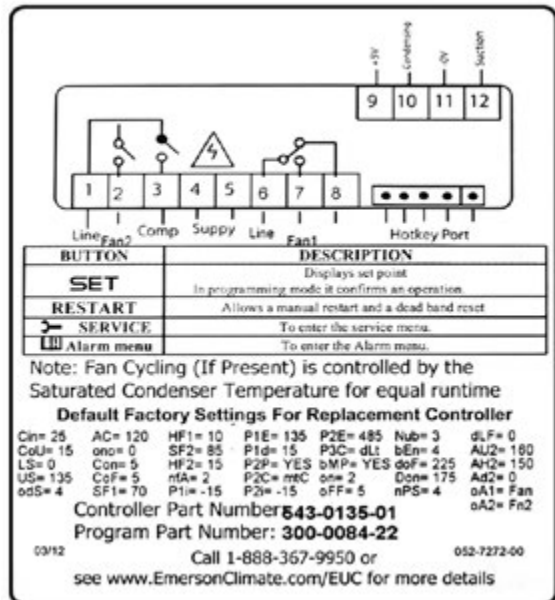 +5V
Condensing
-0V
Suction
9 10 11 12
1 2 3 4 5 6 7 8
Line Fan2 Comp Suppy Line Fan1 Hotkey Port
BUTTON DESCRIPTION
SET Displays set point
In programming mode it confirms an operation.
RESTART Allows a manual restart and a dead band reset
SERVICE To enter the service menu.
Alarm menu To enter the Alarm menu.
Note: Fan Cycling (If Present) is controlled by the
Saturated Condenser Temperature for equal runtime
Default Factory Settings For Replacement Controller
Cin= 25 AC= 120 HF1= 10 P1E= 135 P2E= 485 Nub= 3 dLF= 0
CoU= 15 ono= 0 SF2= 85 P1d= 15 P3C= dLt bEn= 4 AU2= 160
LS= 0 Con= 5 HF2= 15 P2P= YES bMP= YES doF= 225 AH2= 150
US= 135 CoF= 5 nfA= 2 P2C= mtC on= 2 Don= 175 Ad2= 0
odS= 4 SF1= 70 P1i= -15 P2i= -15 oFF= 5 nPS= 4 oA1= Fan
oA2= Fn2
Controller Part Number: 543-0135-01
Program Part Number: 300-0084-22
03/12 Call 1-888-367-9950 or 052-7272-00
see www.EmersonClimate.com/EUC for more details